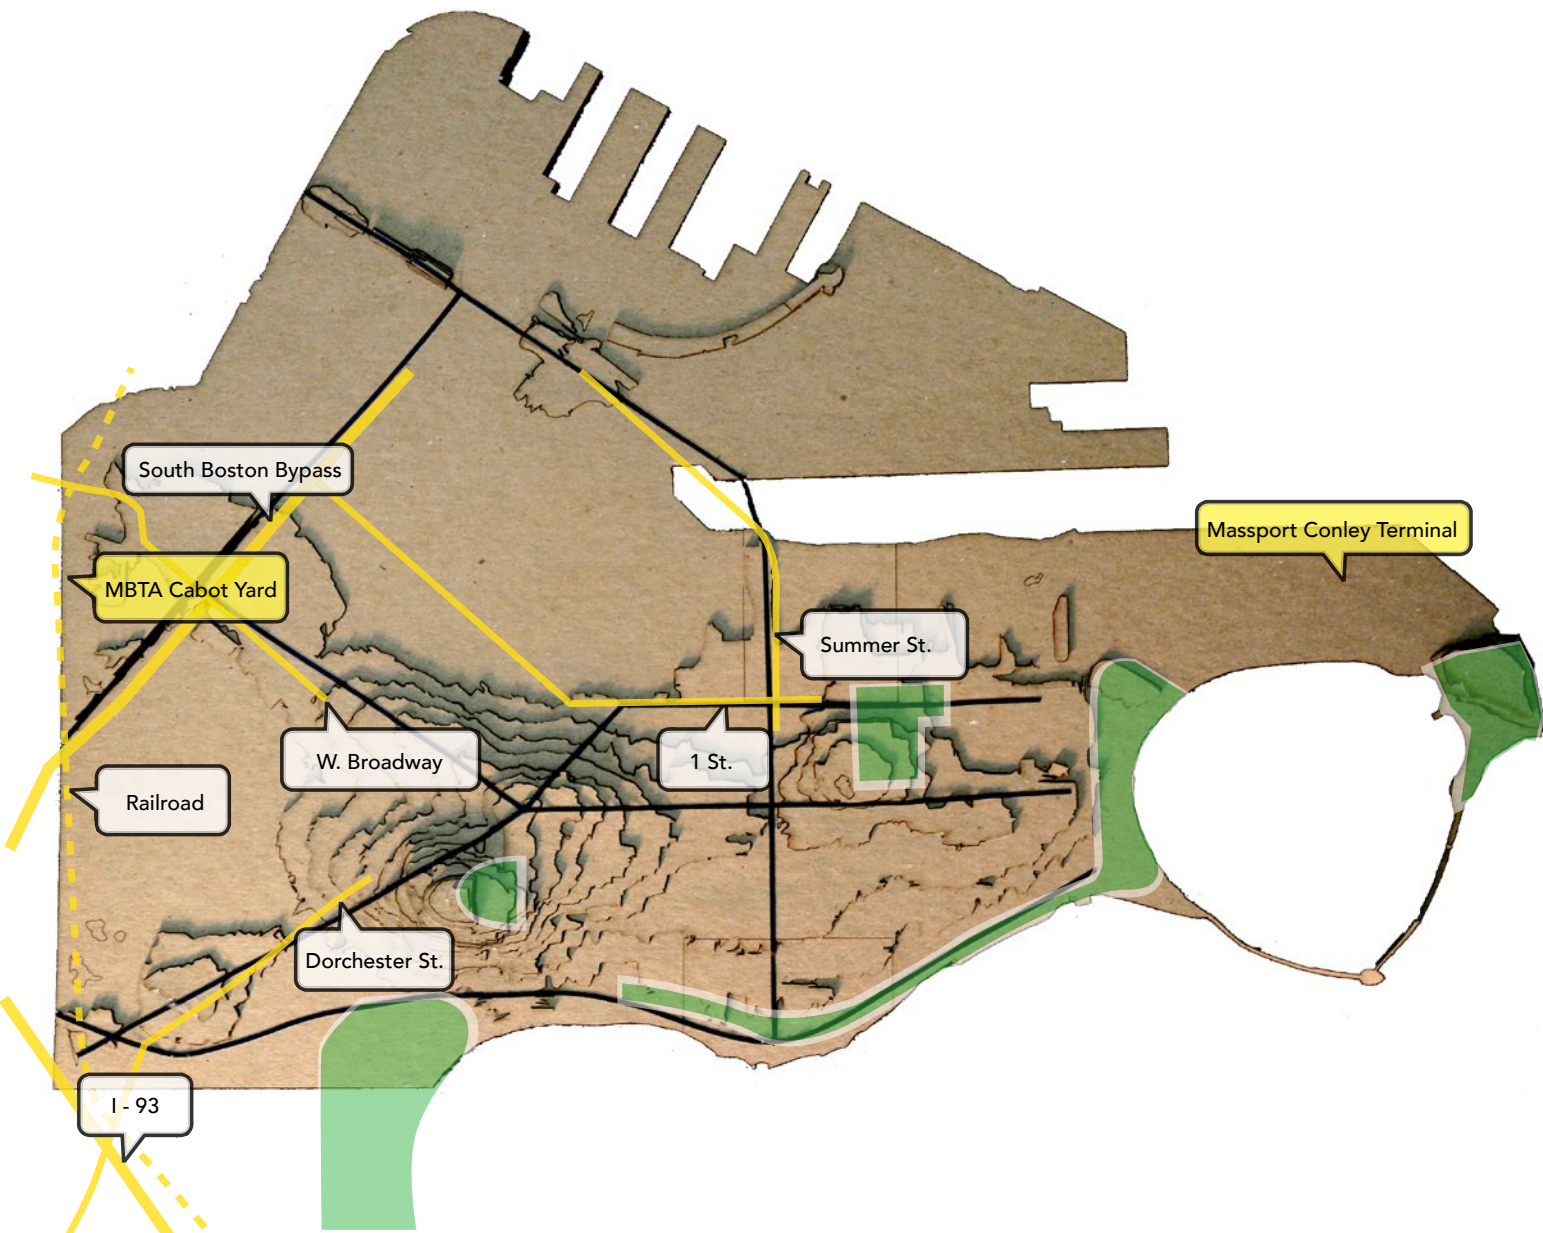 South Boston Bypass
Massport Conley Terminal
MBTA Cabot Yard
Summer St.
W. Broadway
1 St.
Railroad
Dorchester St.
I - 93